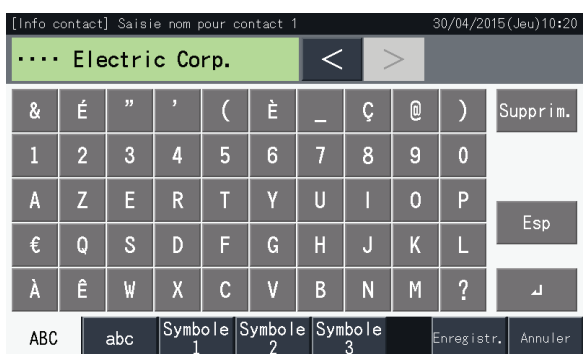 [Info contact] Saisie nom pour contact 1 30/04/2015(Jeu)10:20
•••• Electric Corp. < >
& É ” ’ ( È _ Ç @ ) Supprim.
1 2 3 4 5 6 7 8 9 0
A Z E R T Y U I O P
Esp
€ Q S D F G H J K L
À Ê W X C V B N M ? ↵
ABC abc Symbole 1 Symbole 2 Symbole 3 Enregistr. Annuler